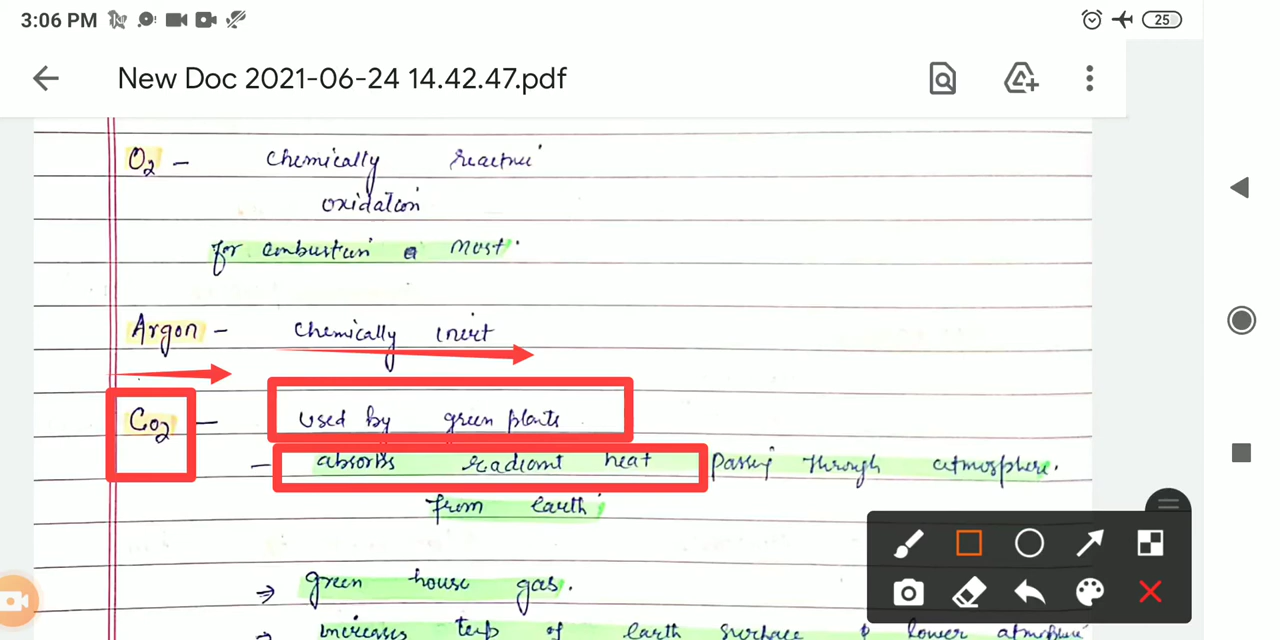 3:06 PM 25
New Doc 2021-06-24 14.42.47.pdf
O2 - Chemically reactive
oxidation
for combustion a most.
Argon - Chemically inert
CO2 - used by green plants
- absorbs radiant heat passing through atmosphere.
from earth
→ green house gas.
→ increases temp of earth surface & lower atmosphere